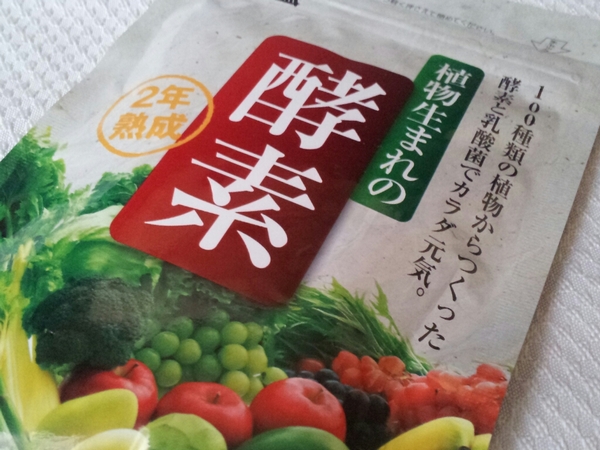 植物生まれの
酵素
2年
熟成
100種類の植物からつくった
酵素と乳酸菌でカラダ元気。